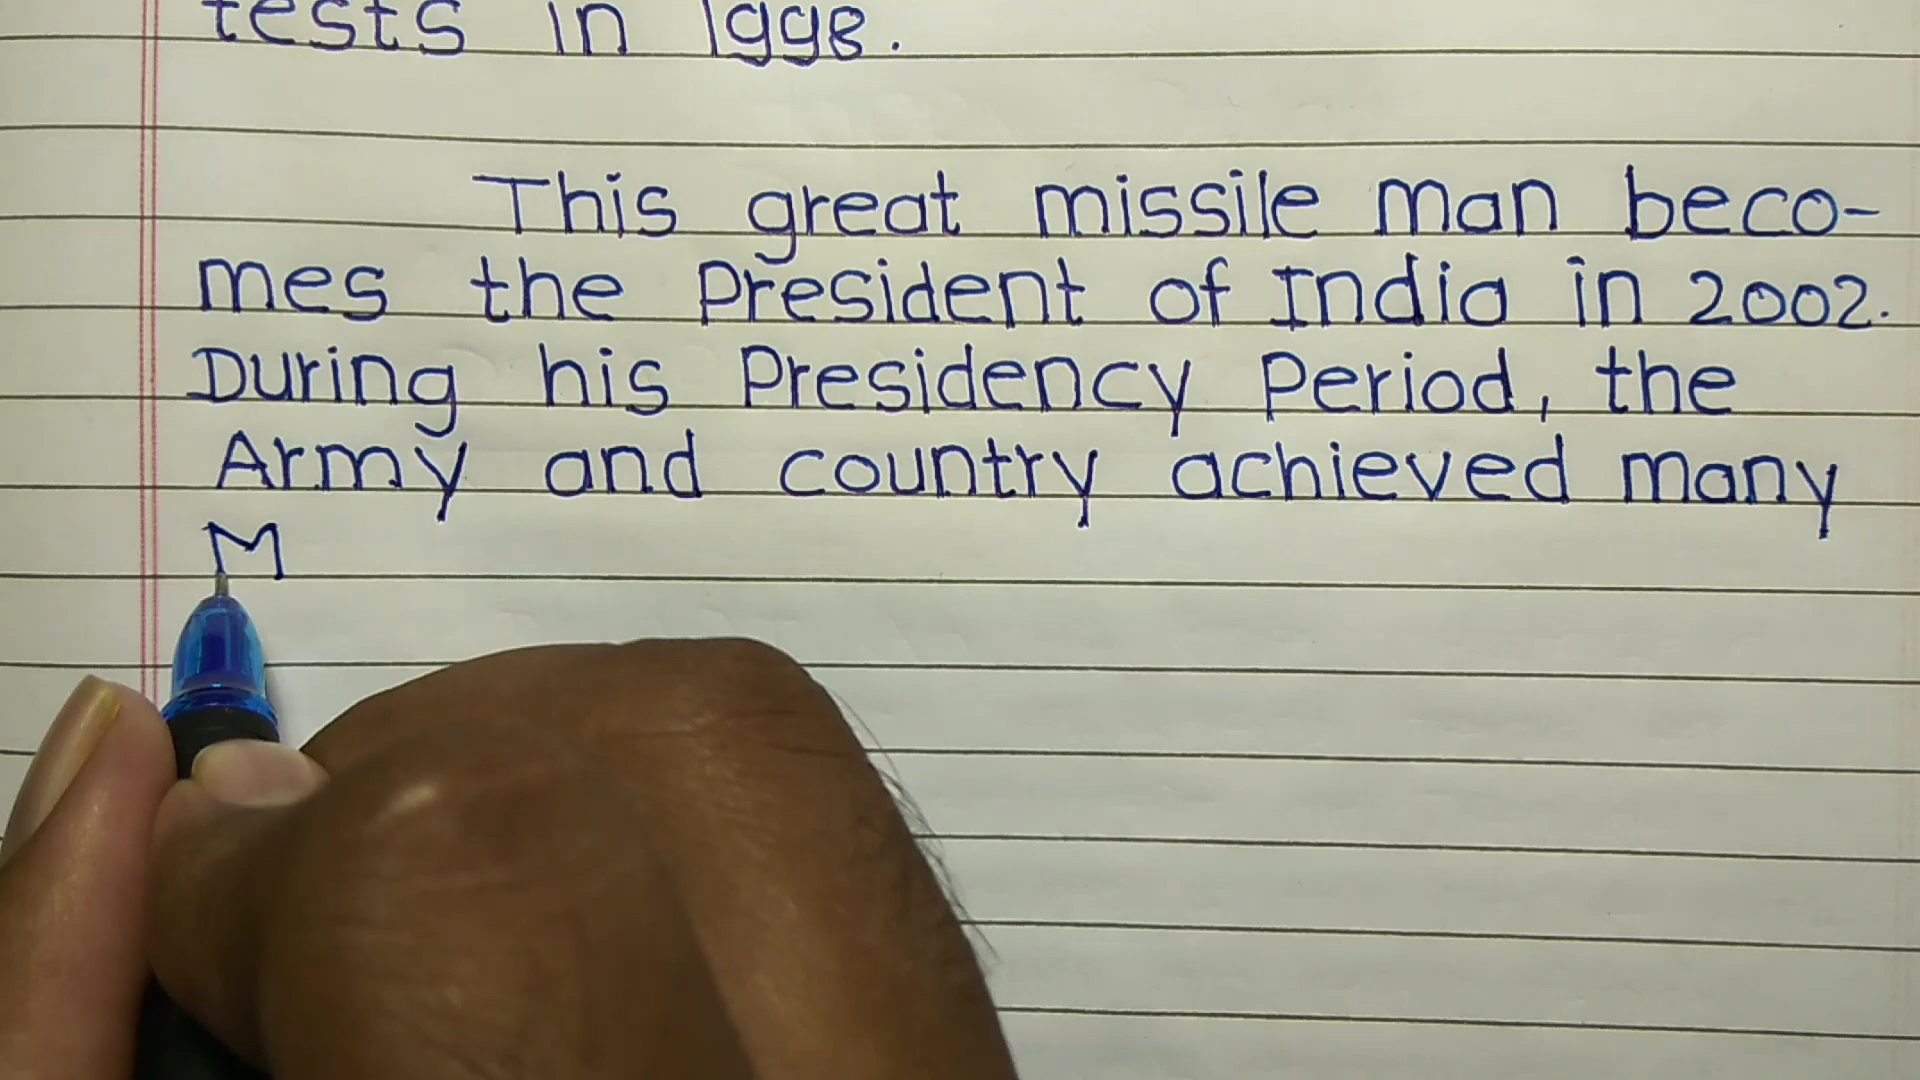 tests in 1998.
This great missile man beco-
mes the President of India in 2002.
During his Presidency Period, the
Army and country achieved many
M